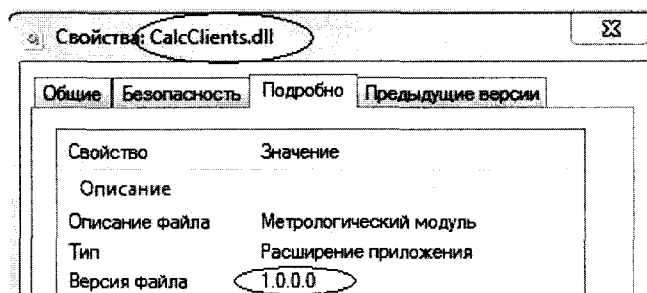 Свойства: CalcClients.dll
Общие Безопасность Подробно Предыдущие версии
Свойство Значение
Описание
Описание файла Метрологический модуль
Тип Расширение приложения
Версия файла 1.0.0.0